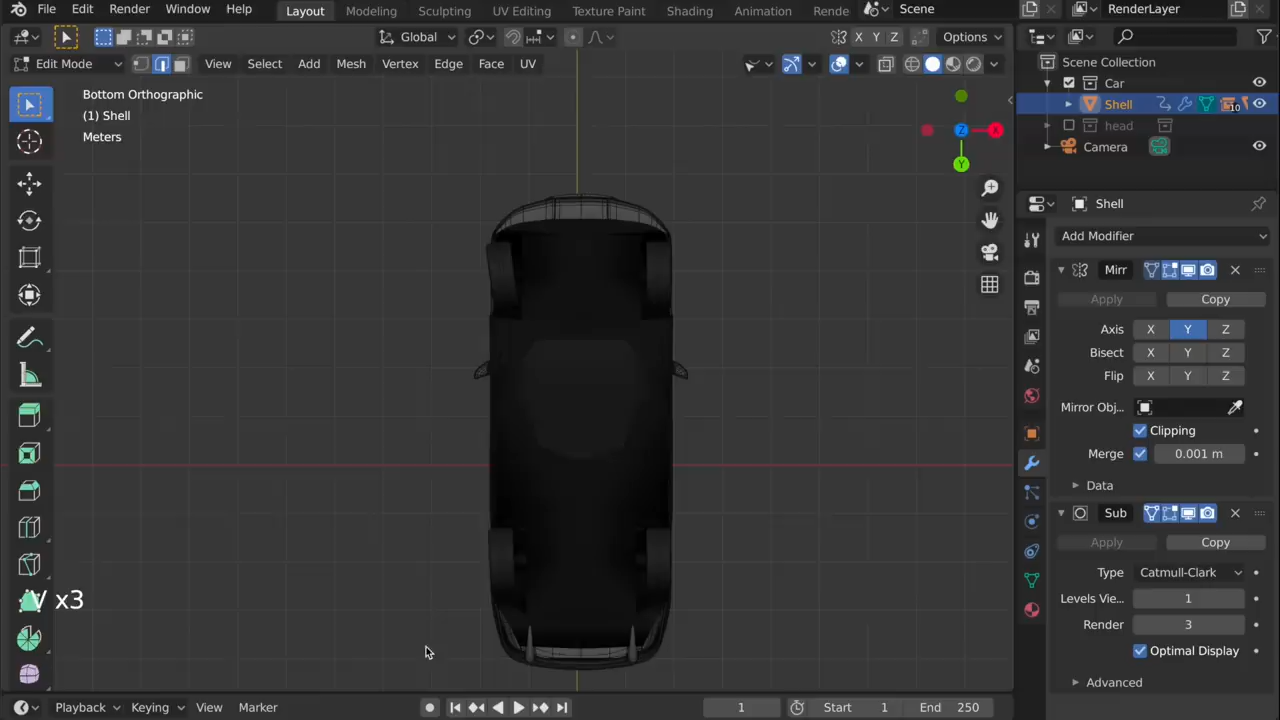 File Edit Render Window Help Layout Modeling Sculpting UV Editing Texture Paint Shading Animation Rende Scene RenderLayer
Global X Y Z Options
Edit Mode View Select Add Mesh Vertex Edge Face UV
Bottom Orthographic
(1) Shell
Meters
X
Z
Y
V x3
Scene Collection
Car
Shell 10
head
Camera
Shell
Add Modifier
Mirr
Apply Copy
Axis X Y Z
Bisect X Y Z
Flip X Y Z
Mirror Obj...
Clipping
Merge 0.001 m
Data
Sub
Apply Copy
Type Catmull-Clark
Levels Vie... 1
Render 3
Optimal Display
Advanced
Playback Keying View Marker 1 Start 1 End 250